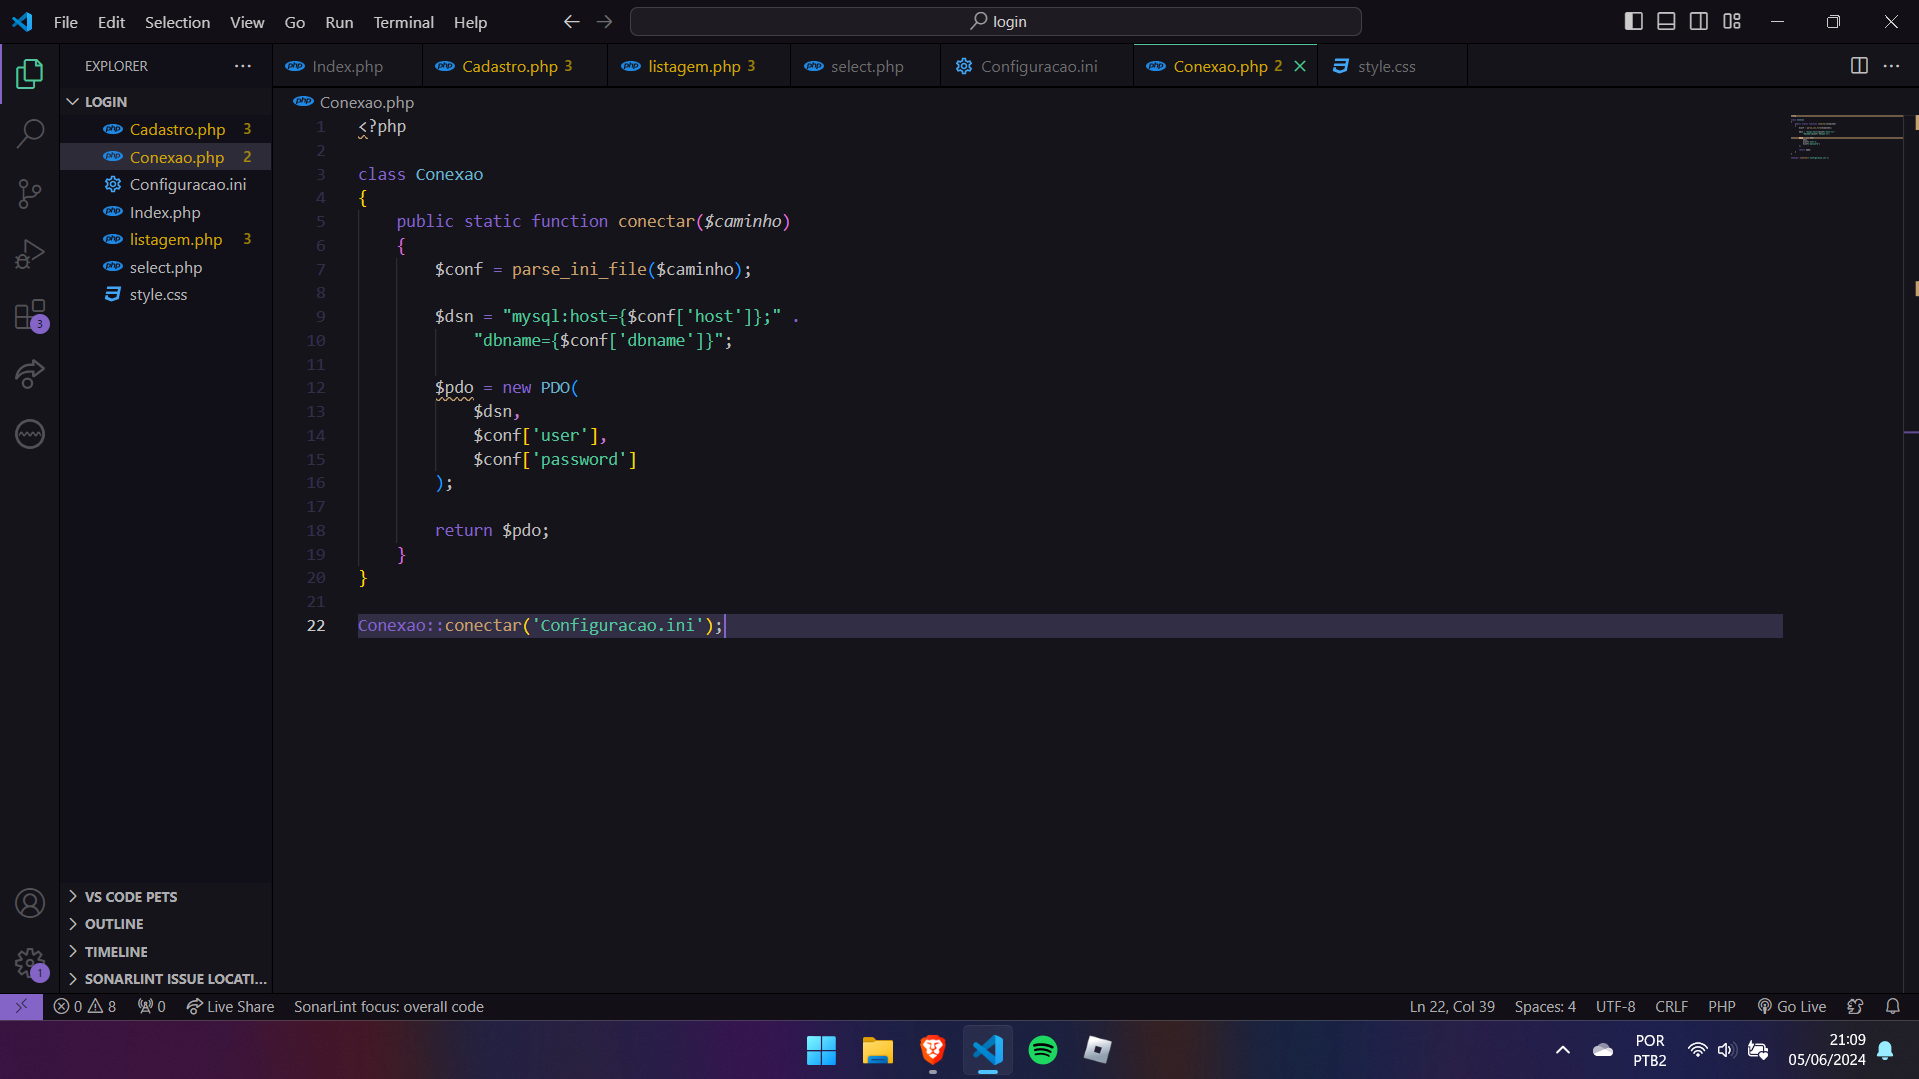 File Edit Selection View Go Run Terminal Help
login
EXPLORER
Index.php
Cadastro.php 3
listagem.php 3
select.php
Configuracao.ini
Conexao.php 2
style.css
LOGIN
Cadastro.php 3
Conexao.php 2
Configuracao.ini
Index.php
listagem.php 3
select.php
style.css
3
Conexao.php
1 <?php
2
3 class Conexao
4 {
5 public static function conectar($caminho)
6 {
7 $conf = parse_ini_file($caminho);
8
9 $dsn = "mysql:host={$conf['host']};" .
10 "dbname={$conf['dbname']}";
11
12 $pdo = new PDO(
13 $dsn,
14 $conf['user'],
15 $conf['password']
16 );
17
18 return $pdo;
19 }
20 }
21
22 Conexao::conectar('Configuracao.ini');
VS CODE PETS
OUTLINE
TIMELINE
SONARLINT ISSUE LOCATI...
1
0 8 0 Live Share SonarLint focus: overall code
Ln 22, Col 39 Spaces: 4 UTF-8 CRLF PHP Go Live
POR
PTB2
21:09
05/06/2024